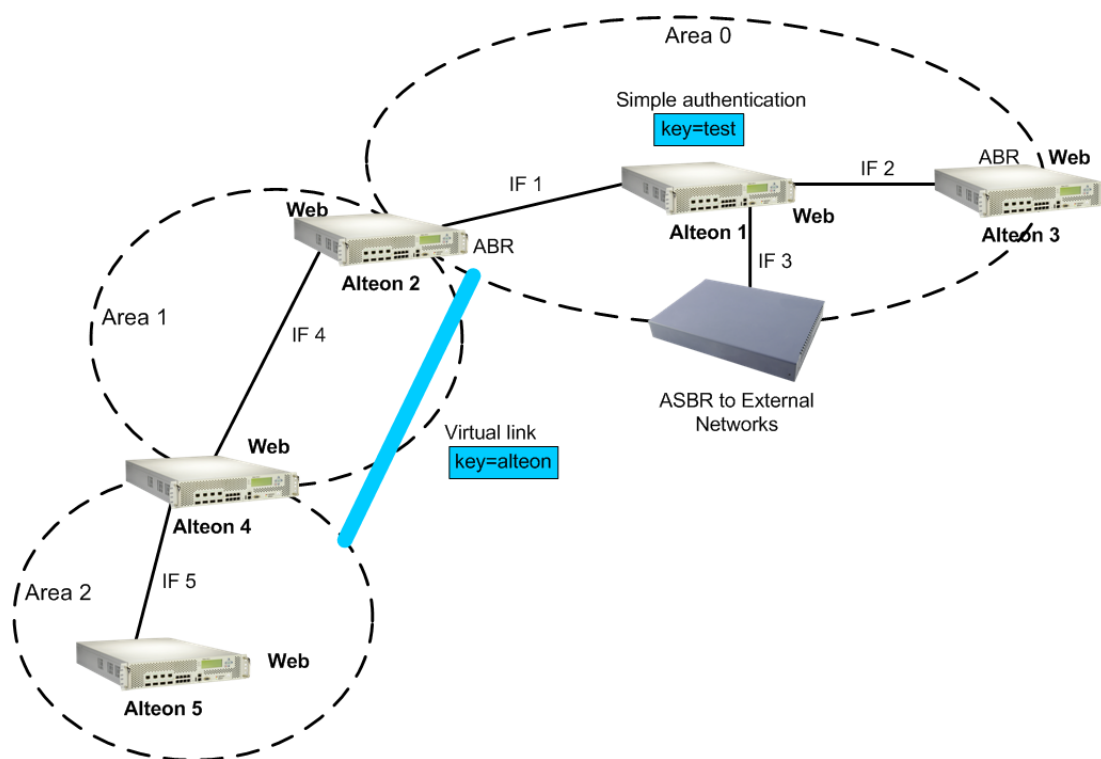 Area 0
Simple authentication
key=test
ABR
Web
IF 1
IF 2
Web
Alteon 1
Alteon 3
Web
ABR
Alteon 2
IF 3
Area 1
IF 4
ASBR to External
Networks
Virtual link
key=alteon
Web
Alteon 4
Area 2
IF 5
Web
Alteon 5